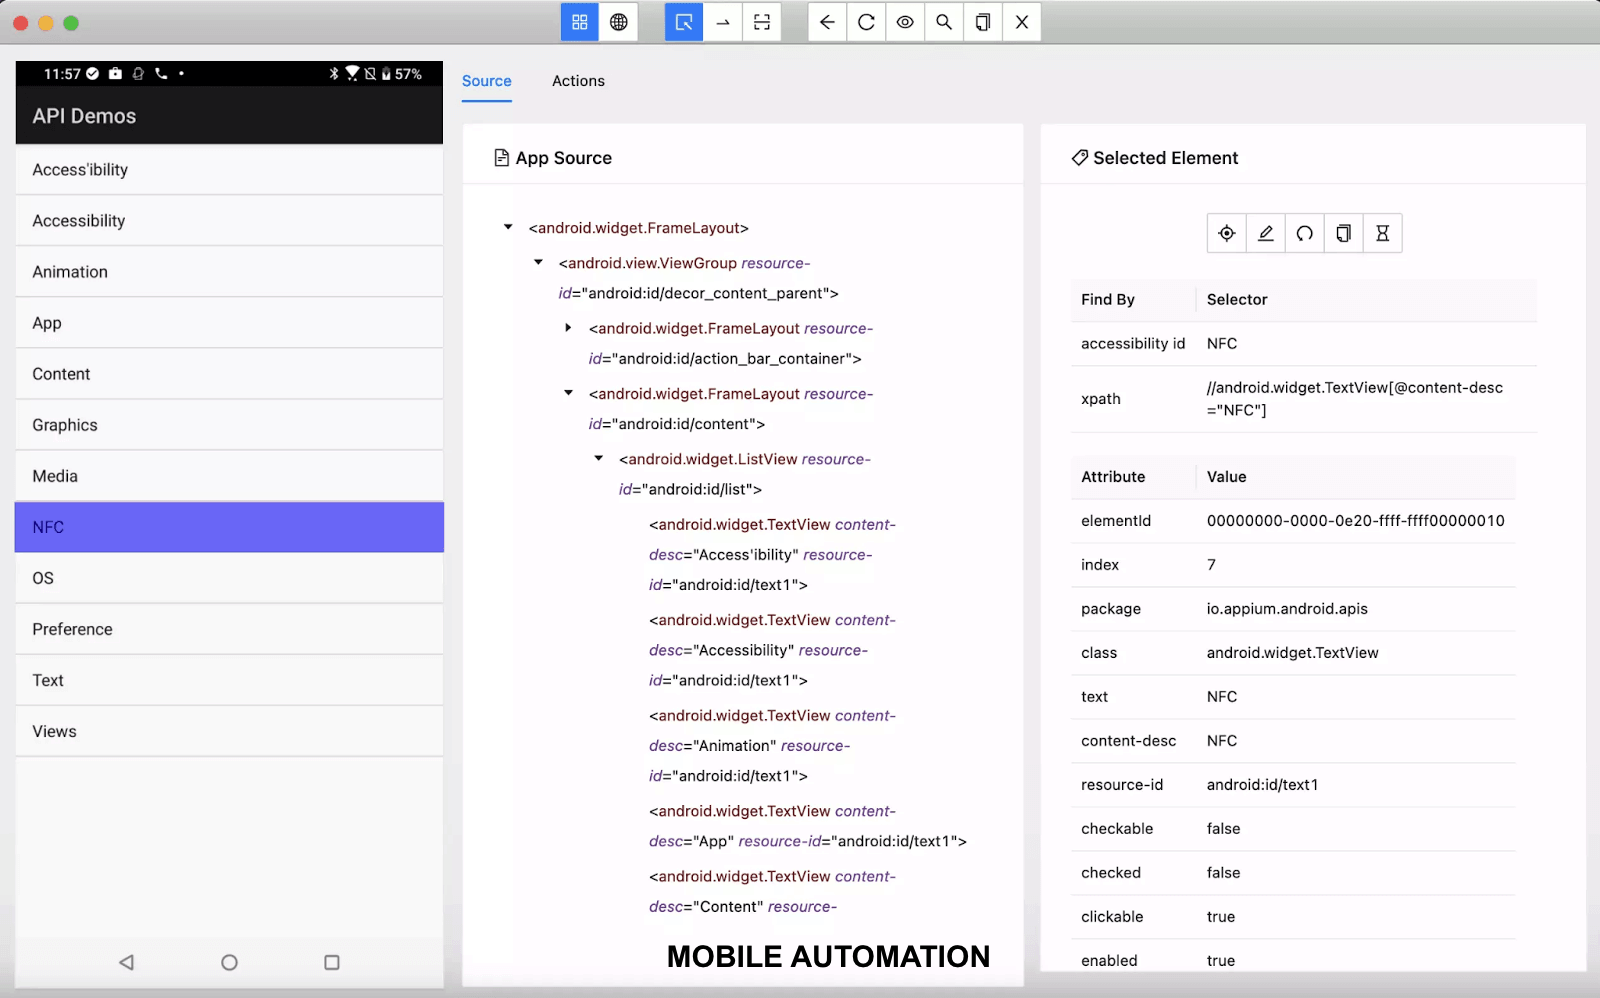 11:57
57%
API Demos
Access'ibility
Accessibility
Animation
App
Content
Graphics
Media
NFC
OS
Preference
Text
Views
Source
Actions
App Source
<android.widget.FrameLayout>
<android.view.ViewGroup resource-
id="android:id/decor_content_parent">
<android.widget.FrameLayout resource-
id="android:id/action_bar_container">
<android.widget.FrameLayout resource-
id="android:id/content">
<android.widget.ListView resource-
id="android:id/list">
<android.widget.TextView content-
desc="Access'ibility" resource-
id="android:id/text1">
<android.widget.TextView content-
desc="Accessibility" resource-
id="android:id/text1">
<android.widget.TextView content-
desc="Animation" resource-
id="android:id/text1">
<android.widget.TextView content-
desc="App" resource-id="android:id/text1">
<android.widget.TextView content-
desc="Content" resource-
MOBILE AUTOMATION
Selected Element
Find By Selector
accessibility id NFC
xpath //android.widget.TextView[@content-desc
="NFC"]
Attribute Value
elementId 00000000-0000-0e20-ffff-ffff00000010
index 7
package io.appium.android.apis
class android.widget.TextView
text NFC
content-desc NFC
resource-id android:id/text1
checkable false
checked false
clickable true
enabled true